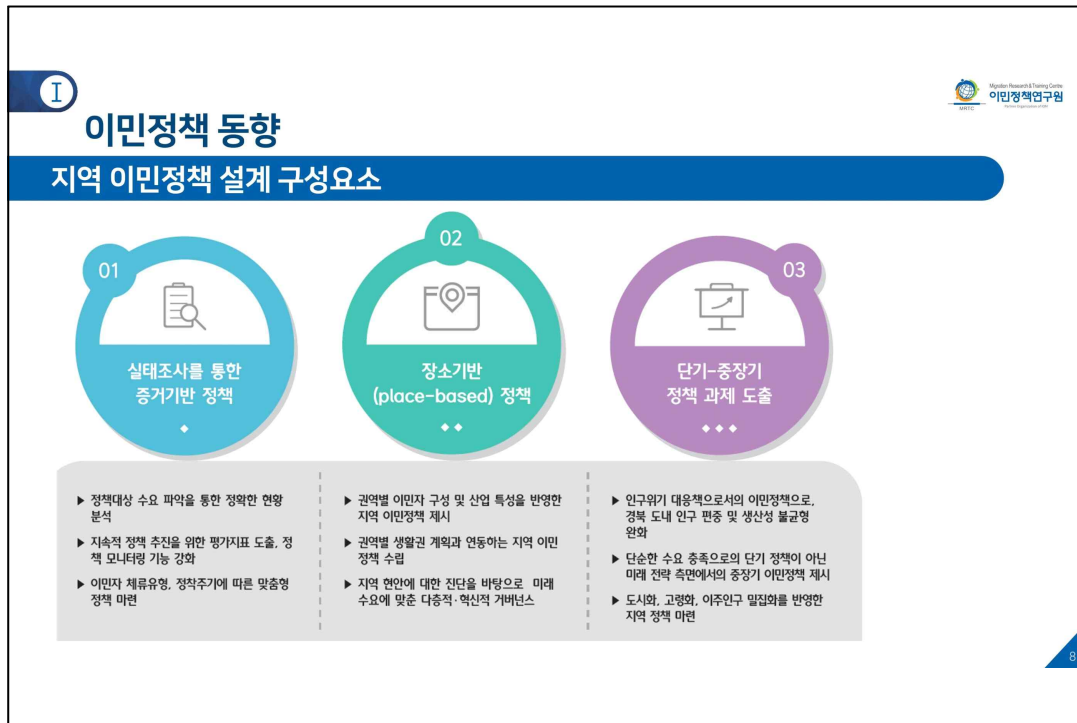 I
이민정책 동향
Migration Research & Training Centre
이민정책연구원
MRTC
지역 이민정책 설계 구성요소
01
실태조사를 통한
증거기반 정책
▶ 정책대상 수요 파악을 통한 정확한 현황
분석
▶ 지속적 정책 추진을 위한 평가지표 도출, 정
책 모니터링 기능 강화
▶ 이민자 체류유형, 정착주기에 따른 맞춤형
정책 마련
02
장소기반
(place-based) 정책
▶ 권역별 이민자 구성 및 산업 특성을 반영한
지역 이민정책 제시
▶ 권역별 생활권 계획과 연동하는 지역 이민
정책 수립
▶ 지역 현안에 대한 진단을 바탕으로 미래
수요에 맞춘 다층적·혁신적 거버넌스
03
단기-중장기
정책 과제 도출
▶ 인구위기 대응책으로서의 이민정책으로,
경북 도내 인구 편중 및 생산성 불균형
완화
▶ 단순한 수요 충족으로의 단기 정책이 아닌
미래 전략 측면에서의 중장기 이민정책 제시
▶ 도시화, 고령화, 이주인구 밀집화를 반영한
지역 정책 마련
8